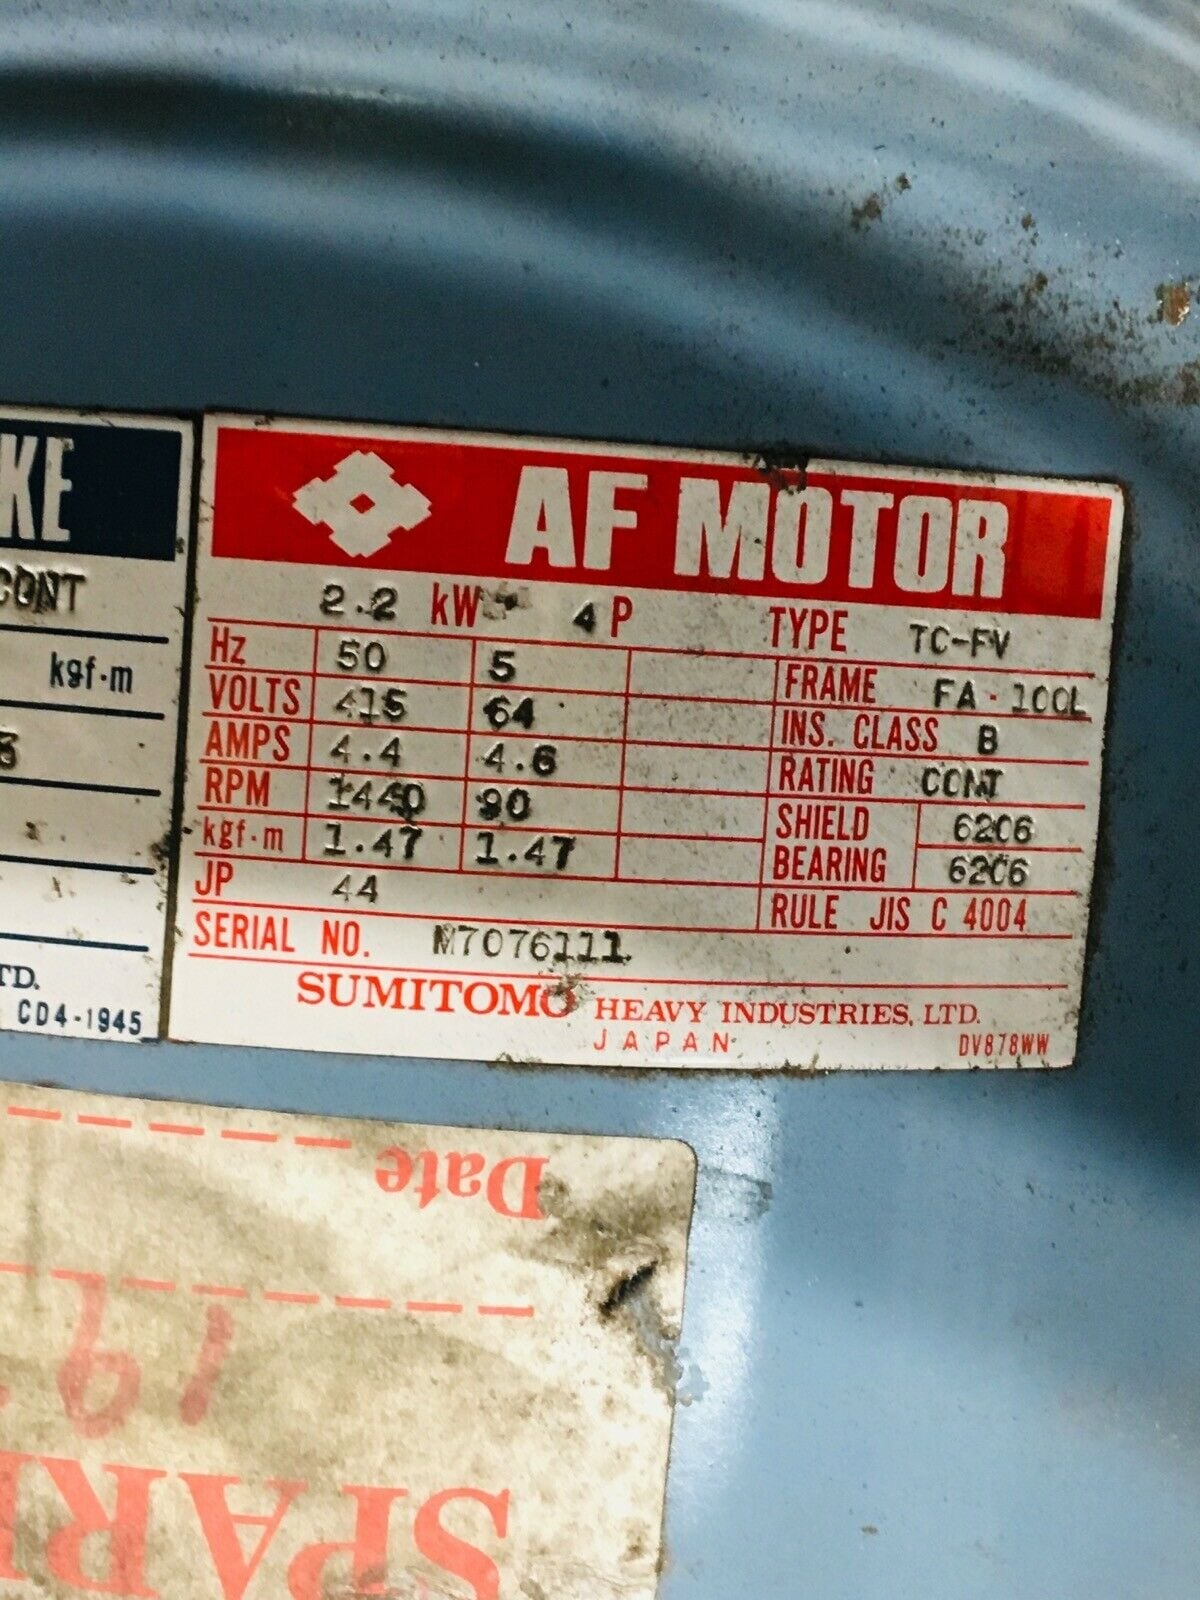 KE
CONT
kgf·m
3
TD.
CD4-1945
AF MOTOR
2.2 kW 4 P TYPE TC-FV
Hz 50 5 FRAME FA-100L
VOLTS 415 64 INS. CLASS B
AMPS 4.4 4.6 RATING CONT
RPM 1440 90 SHIELD 6206
kgf·m 1.47 1.47 BEARING 6206
JP 44 RULE JIS C 4004
SERIAL NO. M7076111
SUMITOMO HEAVY INDUSTRIES, LTD.
JAPAN DV878WW
Date
19
SPAR